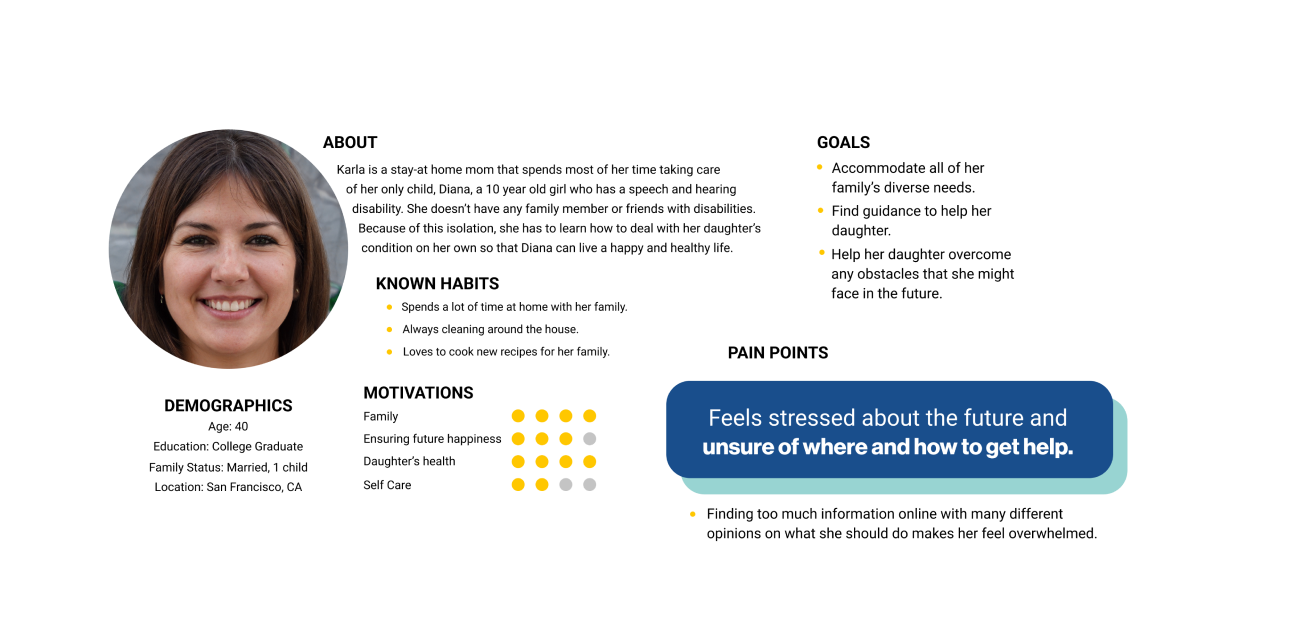 ABOUT
Karla is a stay-at home mom that spends most of her time taking care
of her only child, Diana, a 10 year old girl who has a speech and hearing
disability. She doesn’t have any family member or friends with disabilities.
Because of this isolation, she has to learn how to deal with her daughter’s
condition on her own so that Diana can live a happy and healthy life.
KNOWN HABITS
Spends a lot of time at home with her family.
Always cleaning around the house.
Loves to cook new recipes for her family.
DEMOGRAPHICS
Age: 40
Education: College Graduate
Family Status: Married, 1 child
Location: San Francisco, CA
MOTIVATIONS
Family
Ensuring future happiness
Daughter’s health
Self Care
GOALS
Accommodate all of her
family’s diverse needs.
Find guidance to help her
daughter.
Help her daughter overcome
any obstacles that she might
face in the future.
PAIN POINTS
Feels stressed about the future and
unsure of where and how to get help.
Finding too much information online with many different
opinions on what she should do makes her feel overwhelmed.